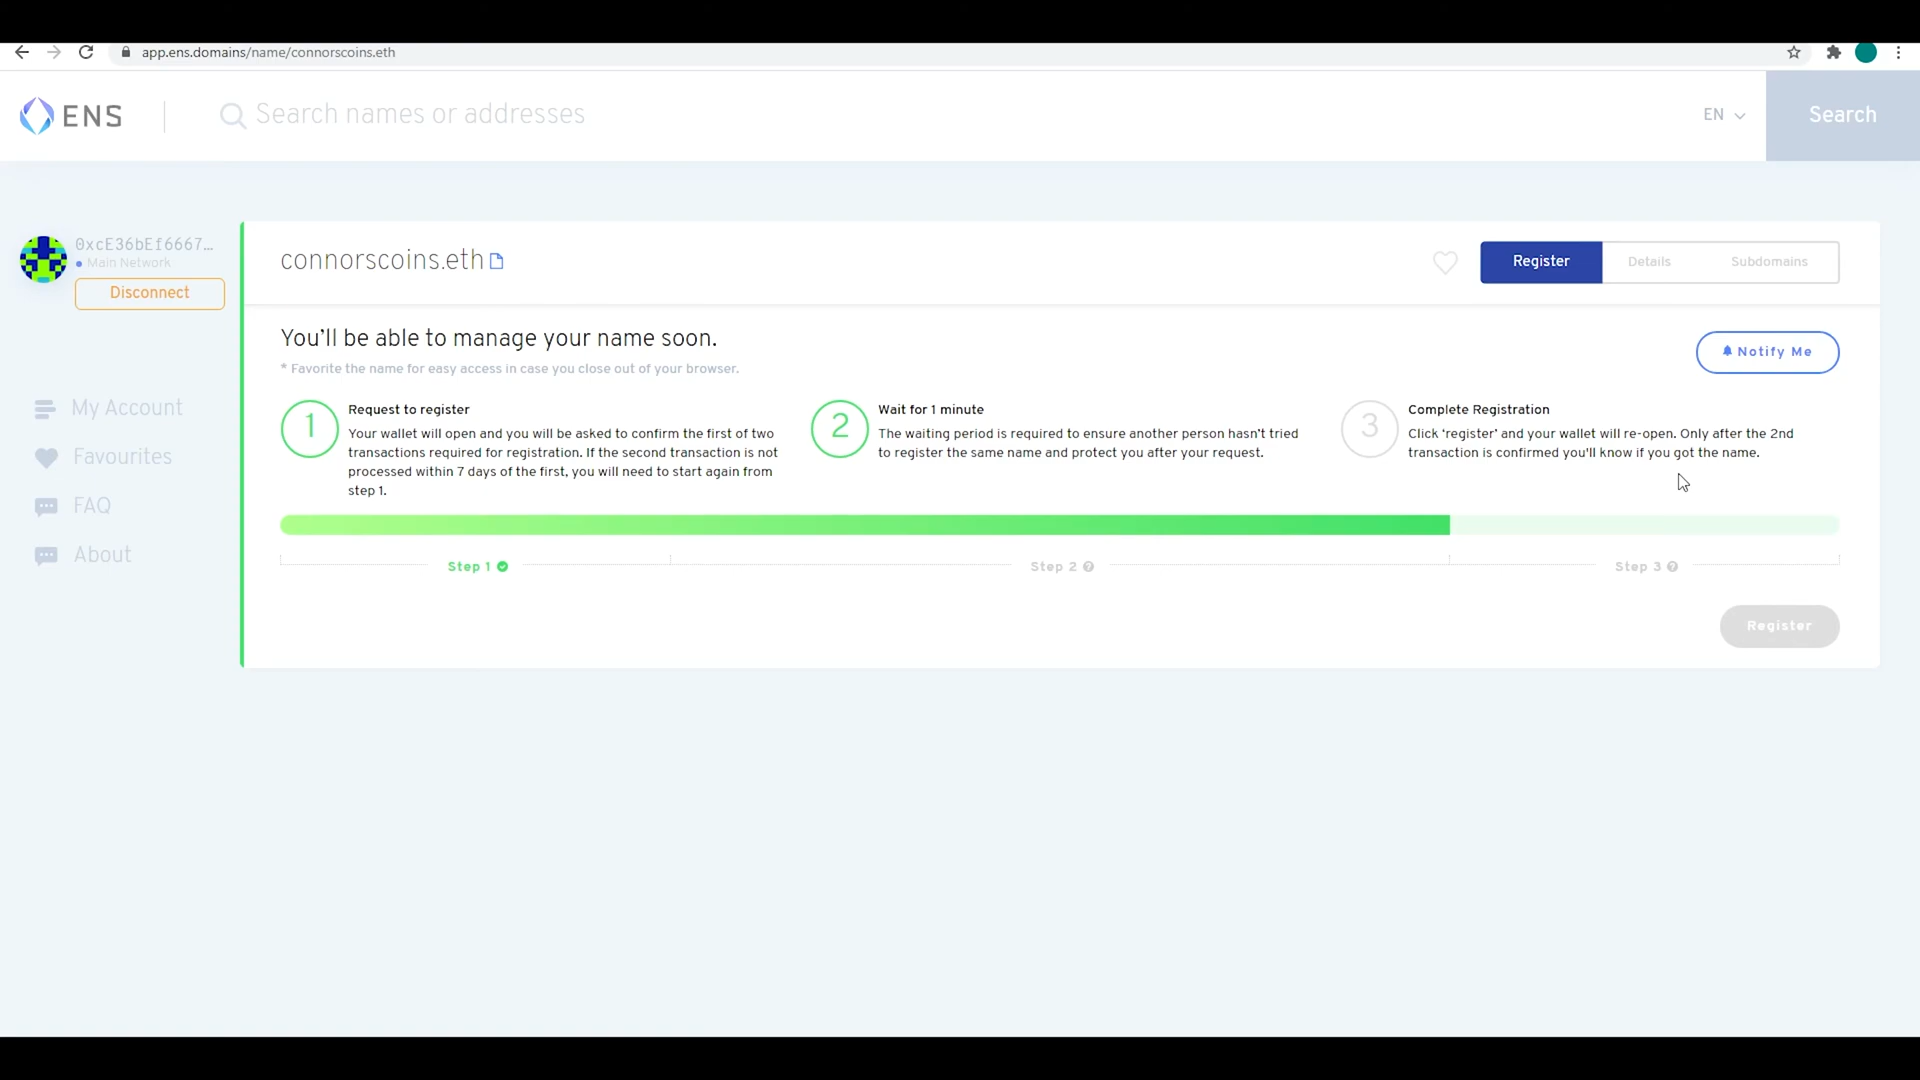 app.ens.domains/name/connorscoins.eth
ENS
Search names or addresses
EN
Search
0xcE36bEf6667...
Main Network
Disconnect
My Account
Favourites
FAQ
About
connorscoins.eth
Register
Details
Subdomains
You’ll be able to manage your name soon.
* Favorite the name for easy access in case you close out of your browser.
Notify Me
1
Request to register
Your wallet will open and you will be asked to confirm the first of two
transactions required for registration. If the second transaction is not
processed within 7 days of the first, you will need to start again from
step 1.
2
Wait for 1 minute
The waiting period is required to ensure another person hasn’t tried
to register the same name and protect you after your request.
3
Complete Registration
Click ‘register’ and your wallet will re-open. Only after the 2nd
transaction is confirmed you'll know if you got the name.
Step 1
Step 2
Step 3
Register